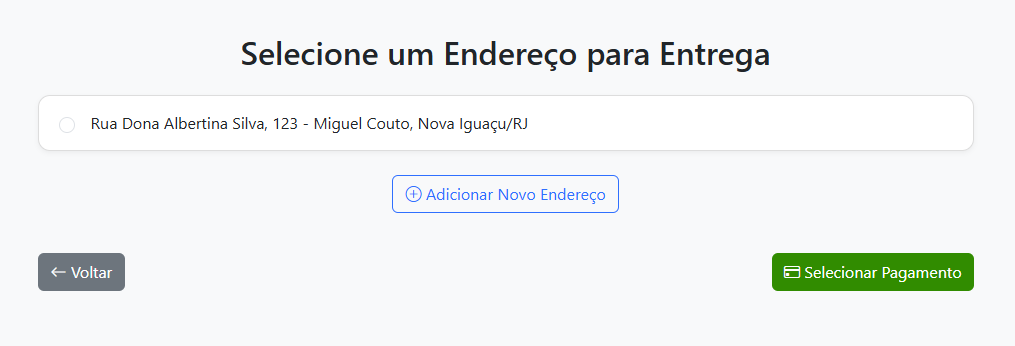 Selecione um Endereço para Entrega
Rua Dona Albertina Silva, 123 - Miguel Couto, Nova Iguaçu/RJ
Adicionar Novo Endereço
Voltar
Selecionar Pagamento